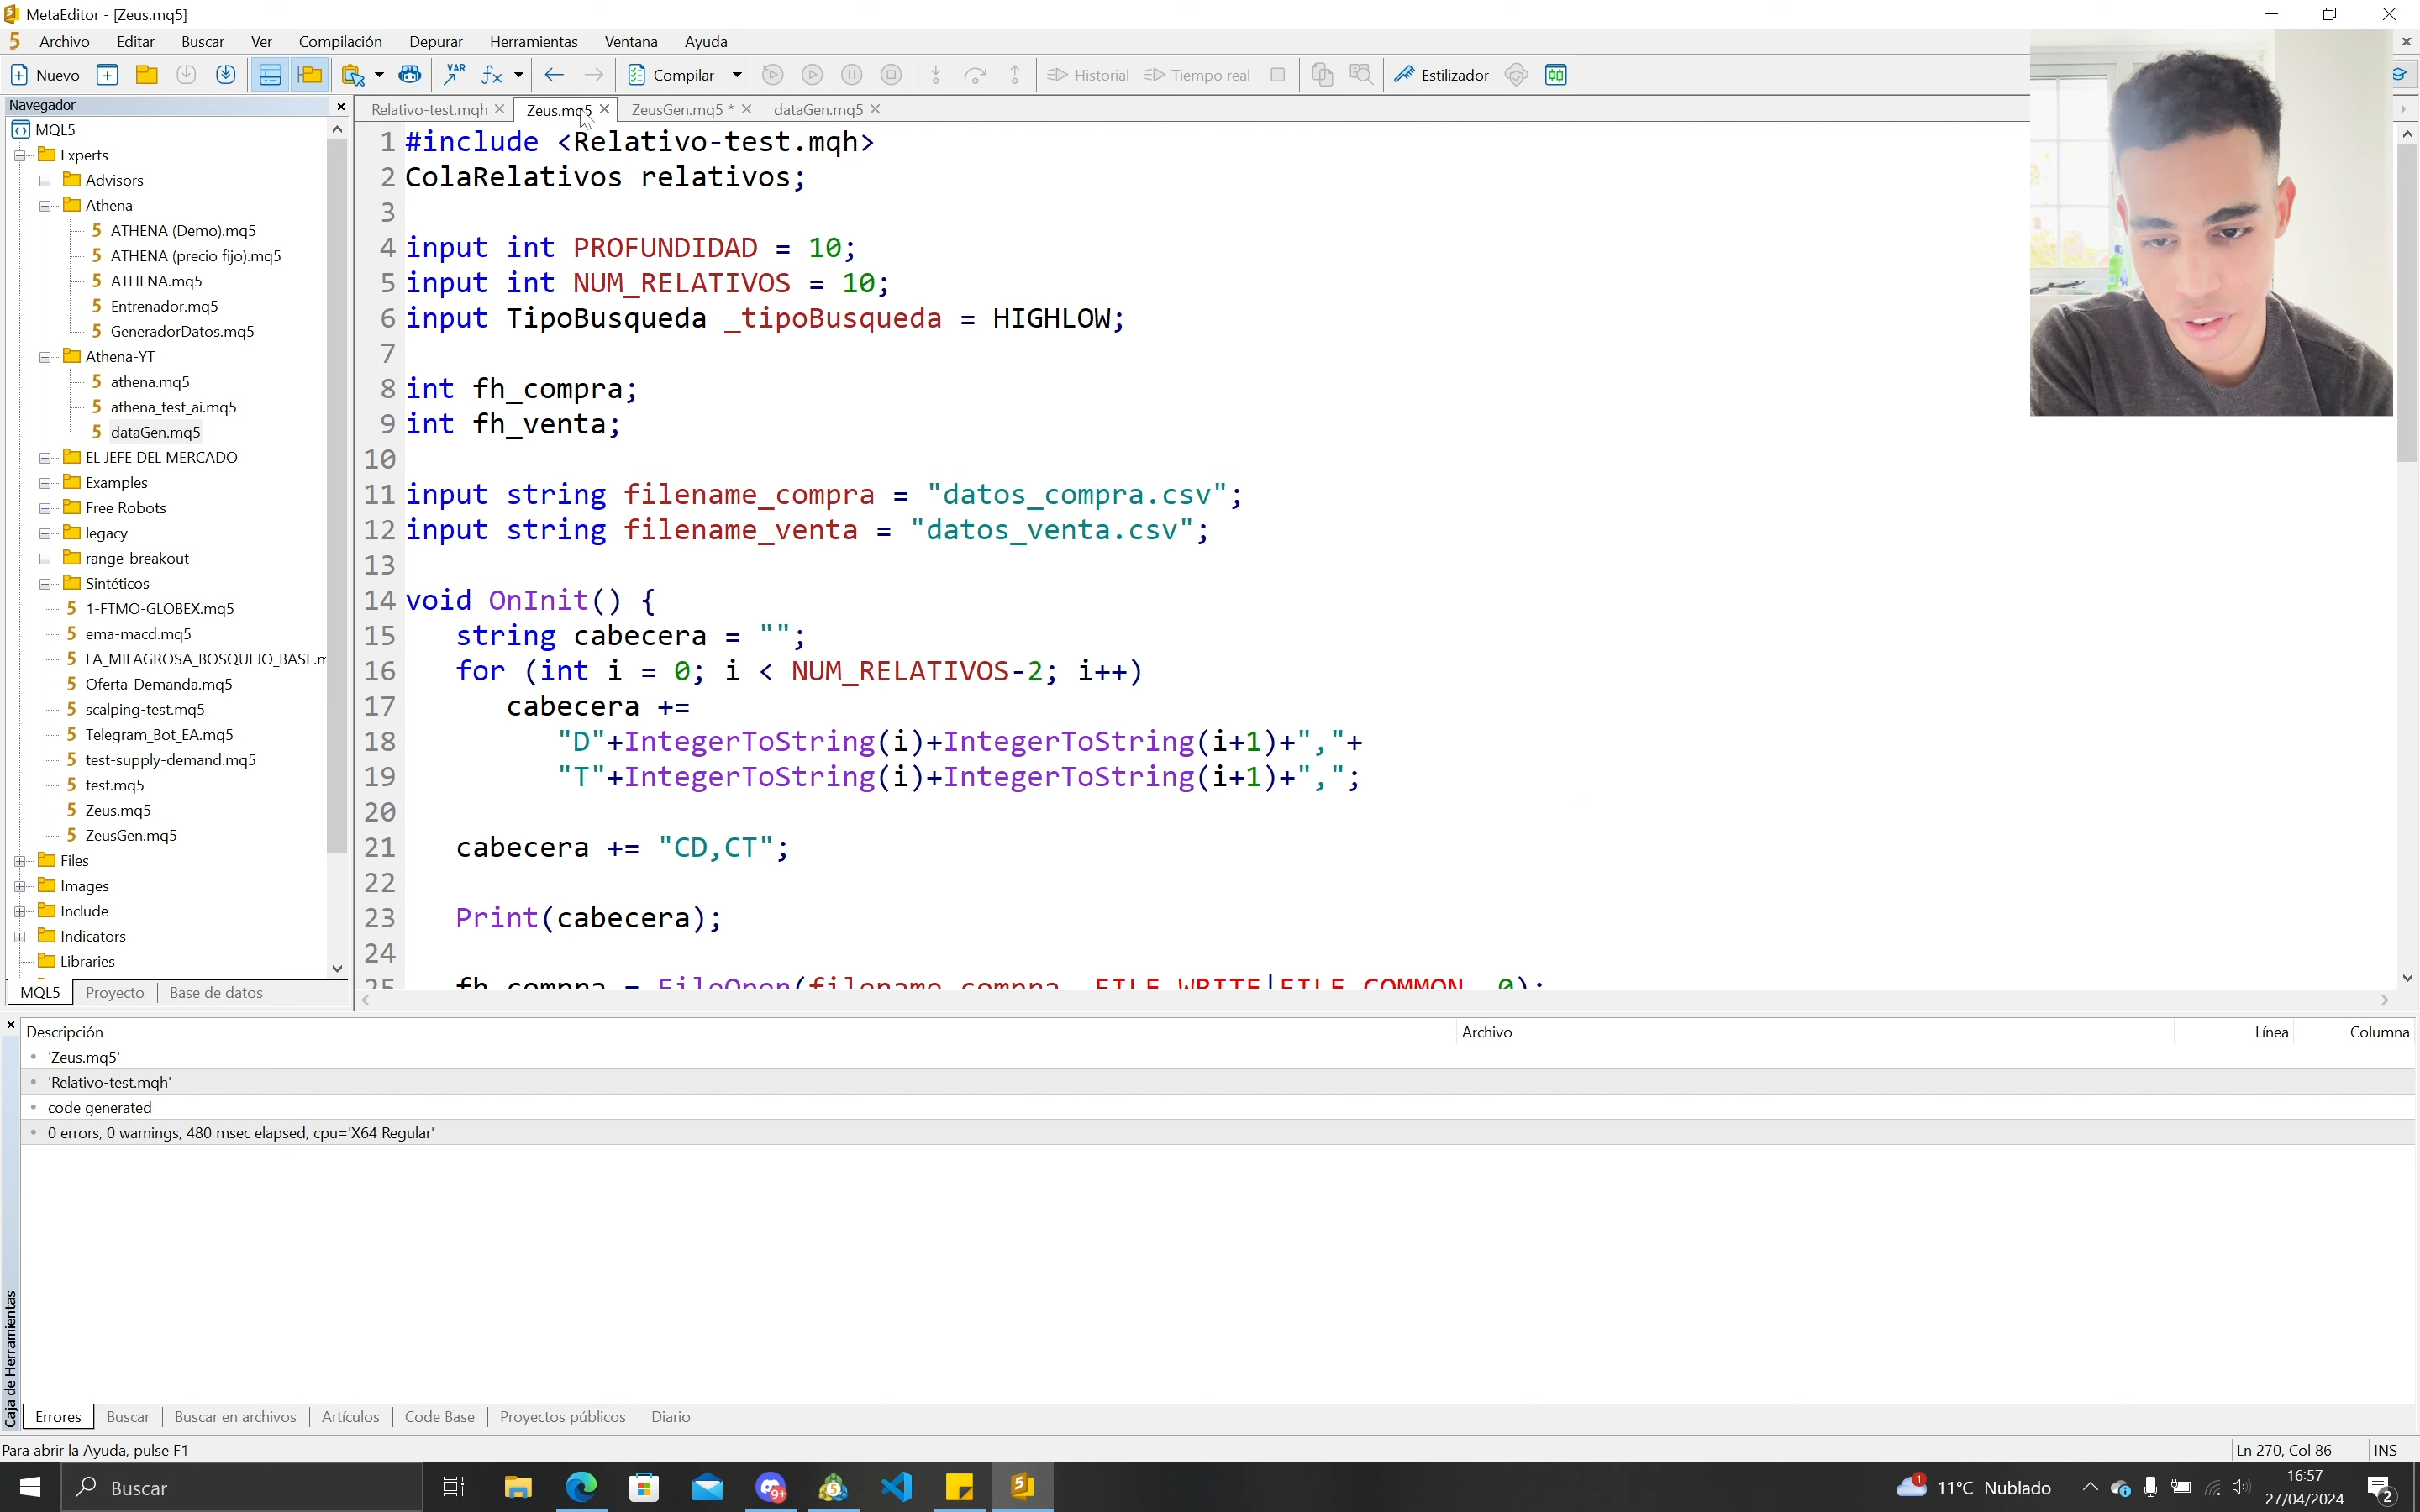 MetaEditor - [Zeus.mq5]
Archivo Editar Buscar Ver Compilación Depurar Herramientas Ventana Ayuda
Nuevo VAR Compilar Historial Tiempo real Estilizador
Navegador
Relativo-test.mqh Zeus.mq5 ZeusGen.mq5 * dataGen.mq5
MQL5
Experts
Advisors
Athena
ATHENA (Demo).mq5
ATHENA (precio fijo).mq5
ATHENA.mq5
Entrenador.mq5
GeneradorDatos.mq5
Athena-YT
athena.mq5
athena_test_ai.mq5
dataGen.mq5
EL JEFE DEL MERCADO
Examples
Free Robots
legacy
range-breakout
Sintéticos
1-FTMO-GLOBEX.mq5
ema-macd.mq5
LA_MILAGROSA_BOSQUEJO_BASE.m
Oferta-Demanda.mq5
scalping-test.mq5
Telegram_Bot_EA.mq5
test-supply-demand.mq5
test.mq5
Zeus.mq5
ZeusGen.mq5
Files
Images
Include
Indicators
Libraries
MQL5 Proyecto Base de datos
1 #include <Relativo-test.mqh>
2 ColaRelativos relativos;
3
4 input int PROFUNDIDAD = 10;
5 input int NUM_RELATIVOS = 10;
6 input TipoBusqueda _tipoBusqueda = HIGHLOW;
7
8 int fh_compra;
9 int fh_venta;
10
11 input string filename_compra = "datos_compra.csv";
12 input string filename_venta = "datos_venta.csv";
13
14 void OnInit() {
15 string cabecera = "";
16 for (int i = 0; i < NUM_RELATIVOS-2; i++)
17 cabecera +=
18 "D"+IntegerToString(i)+IntegerToString(i+1)+","+
19 "T"+IntegerToString(i)+IntegerToString(i+1)+",";
20
21 cabecera += "CD,CT";
22
23 Print(cabecera);
24
25 fh_compra = FileOpen(filename_compra, FILE_WRITE|FILE_COMMON, 0);
Descripción Archivo Línea Columna
'Zeus.mq5'
'Relativo-test.mqh'
code generated
0 errors, 0 warnings, 480 msec elapsed, cpu='X64 Regular'
Caja de Herramientas
Errores Buscar Buscar en archivos Artículos Code Base Proyectos públicos Diario
Para abrir la Ayuda, pulse F1 Ln 270, Col 86 INS
Buscar 9+ 1 11°C Nublado 16:57
27/04/2024 2